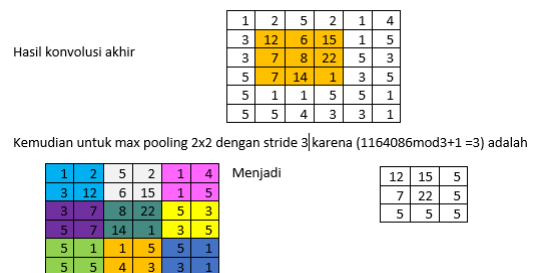 1 2 5 2 1 4
3 12 6 15 1 5
Hasil konvolusi akhir
3 7 8 22 5 3
5 7 14 1 3 5
5 1 1 5 5 1
5 5 4 3 3 1
Kemudian untuk max pooling 2x2 dengan stride 3 karena (1164086mod3+1 =3) adalah
1 2 5 2 1 4
3 12 6 15 1 5
3 7 8 22 5 3
5 7 14 1 3 5
5 1 1 5 5 1
5 5 4 3 3 1
Menjadi
12 15 5
7 22 5
5 5 5